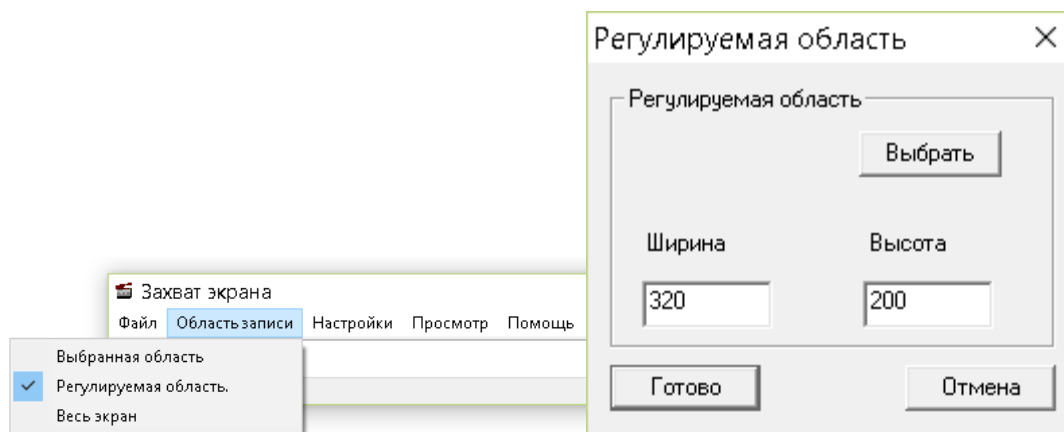 Захват экрана
Файл Область записи Настройки Просмотр Помощь
Выбранная область
Регулируемая область.
Весь экран
Регулируемая область
Регулируемая область
Выбрать
Ширина Высота
320 200
Готово Отмена